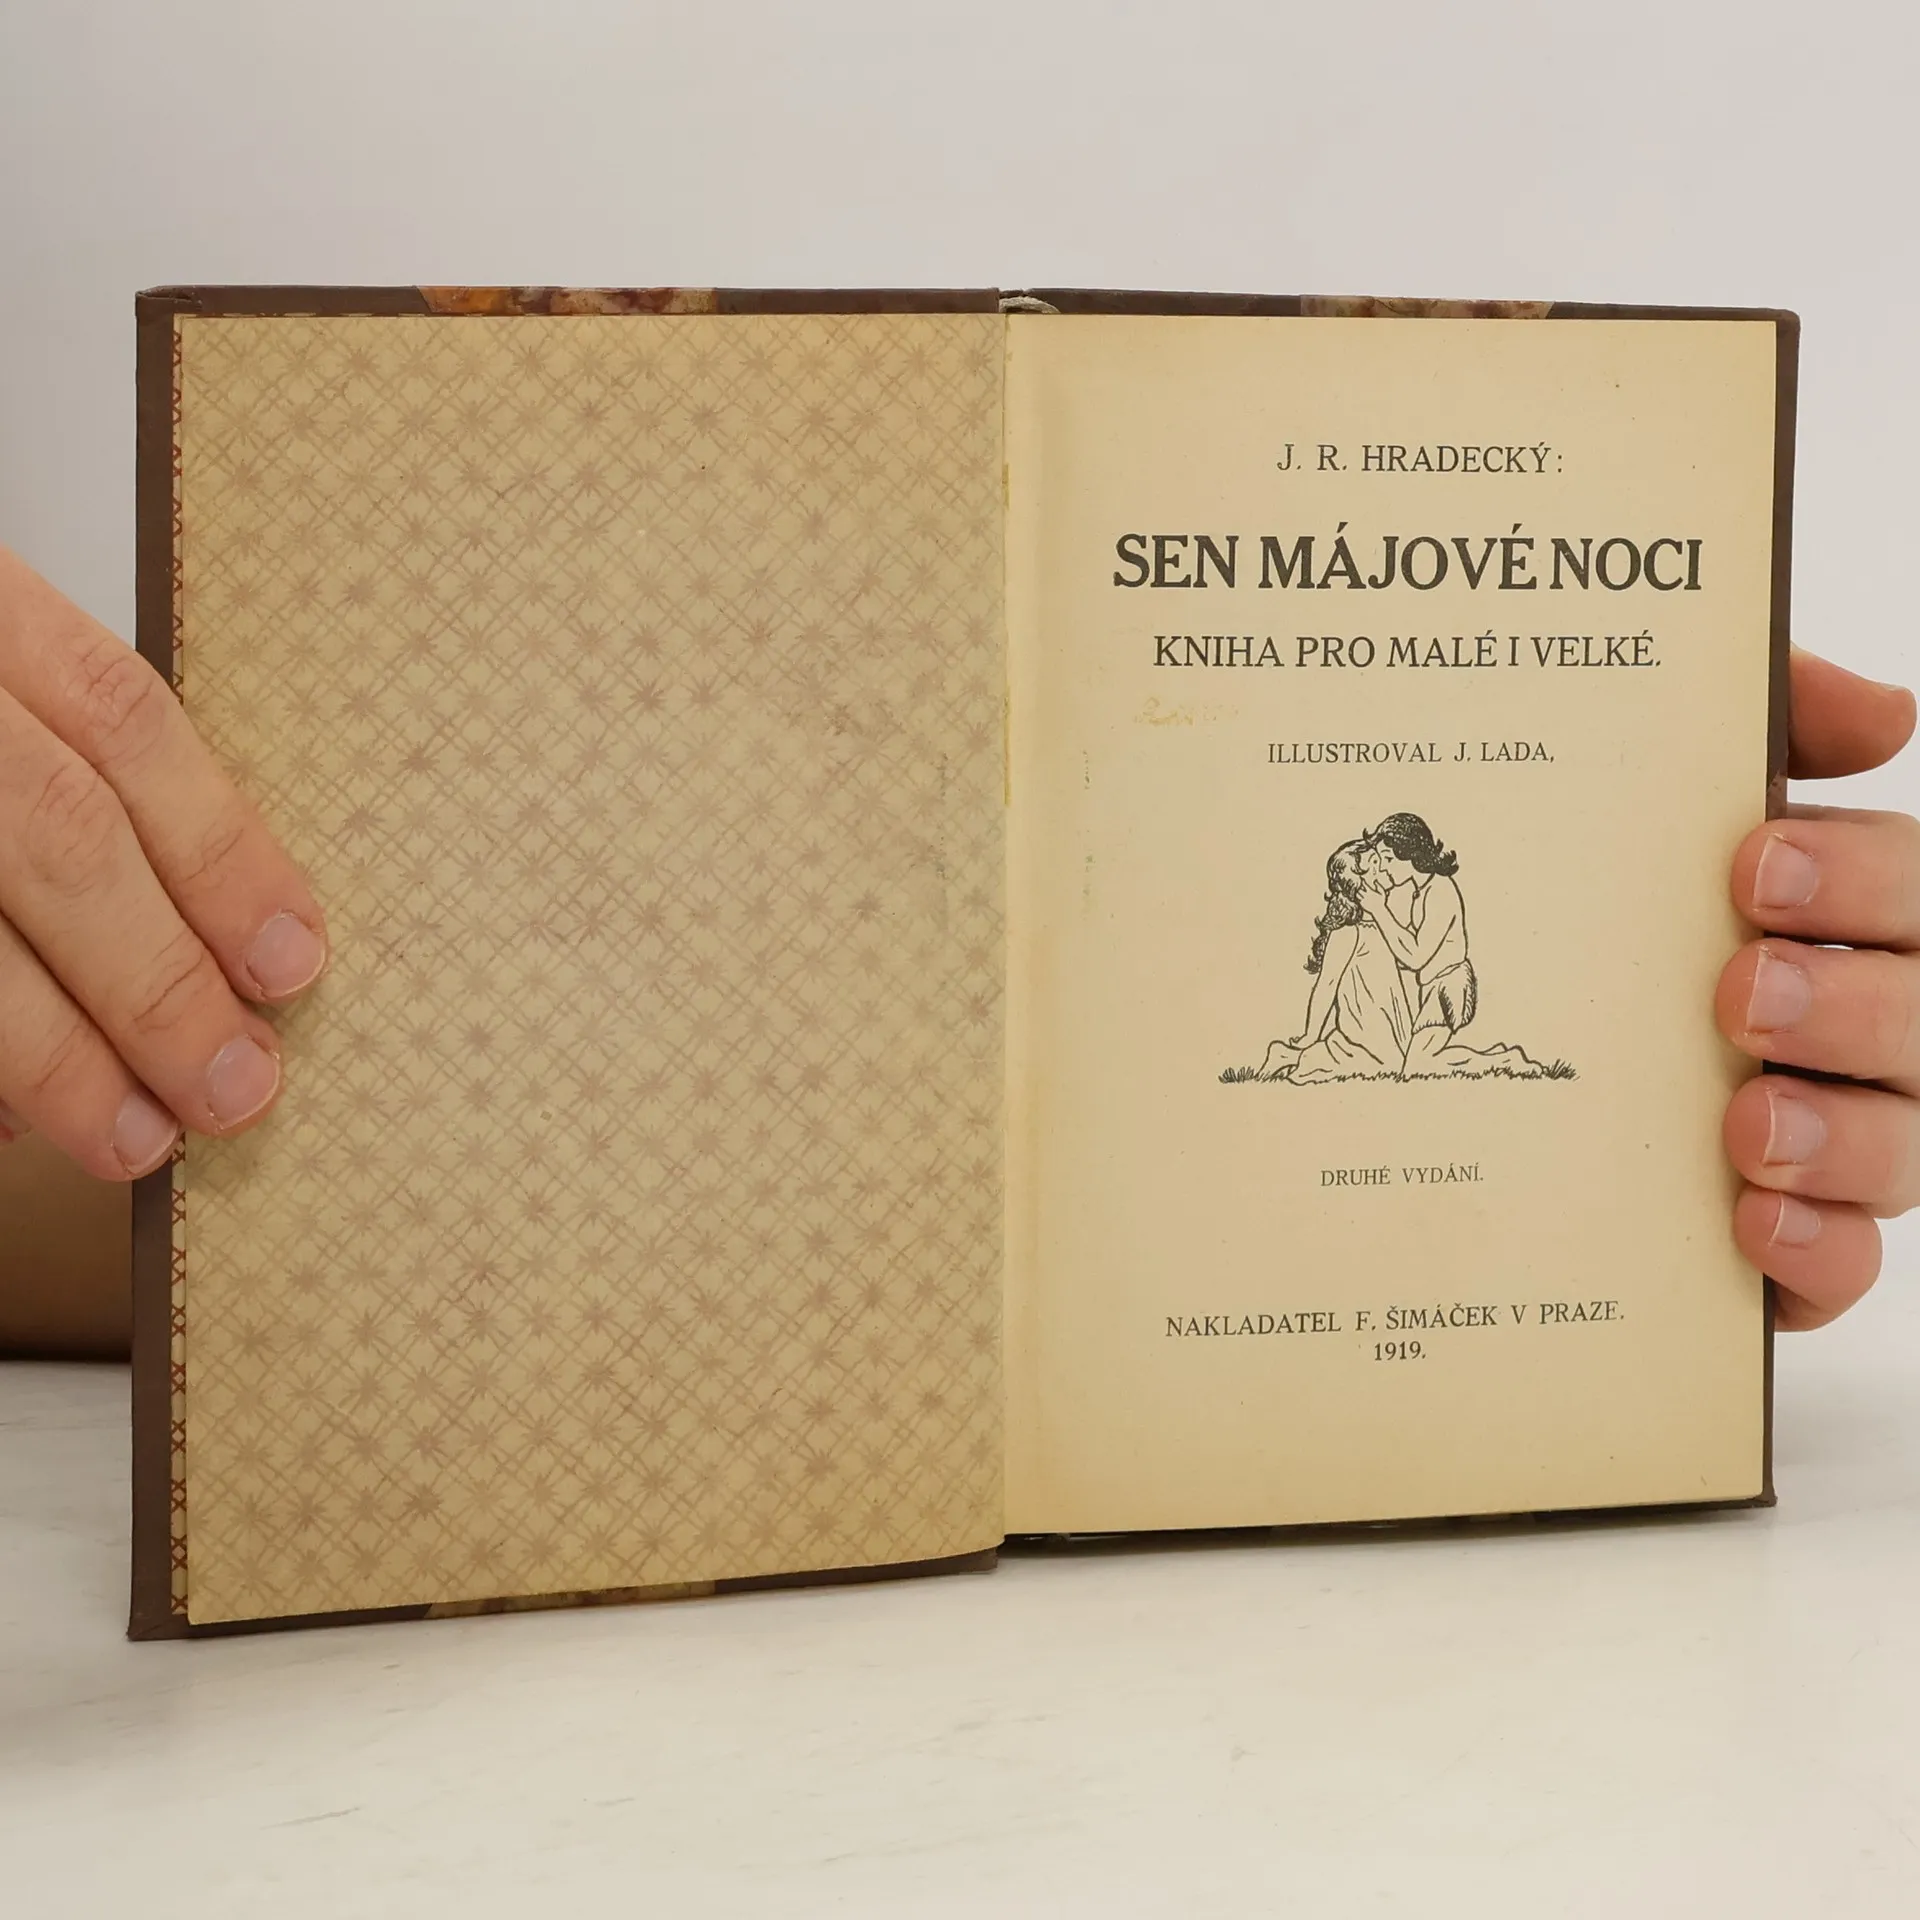 J. R. HRADECKÝ:
SEN MÁJOVÉ NOCI
KNIHA PRO MALÉ I VELKÉ.
ILLUSTROVAL J. LADA,
DRUHÉ VYDÁNÍ.
NAKLADATEL F. ŠIMÁČEK V PRAZE.
1919.